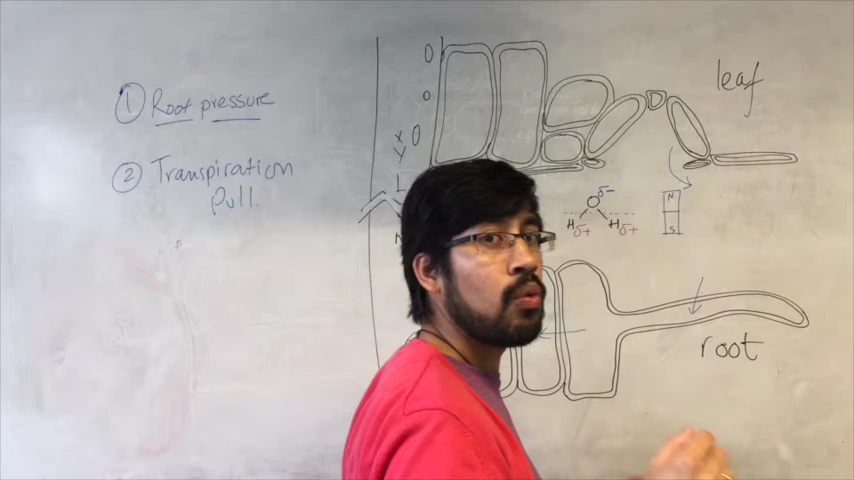 ① Root pressure
② Transpiration
Pull.
X
Y
L
leaf
O δ-
H δ+
H δ+
N
S
root